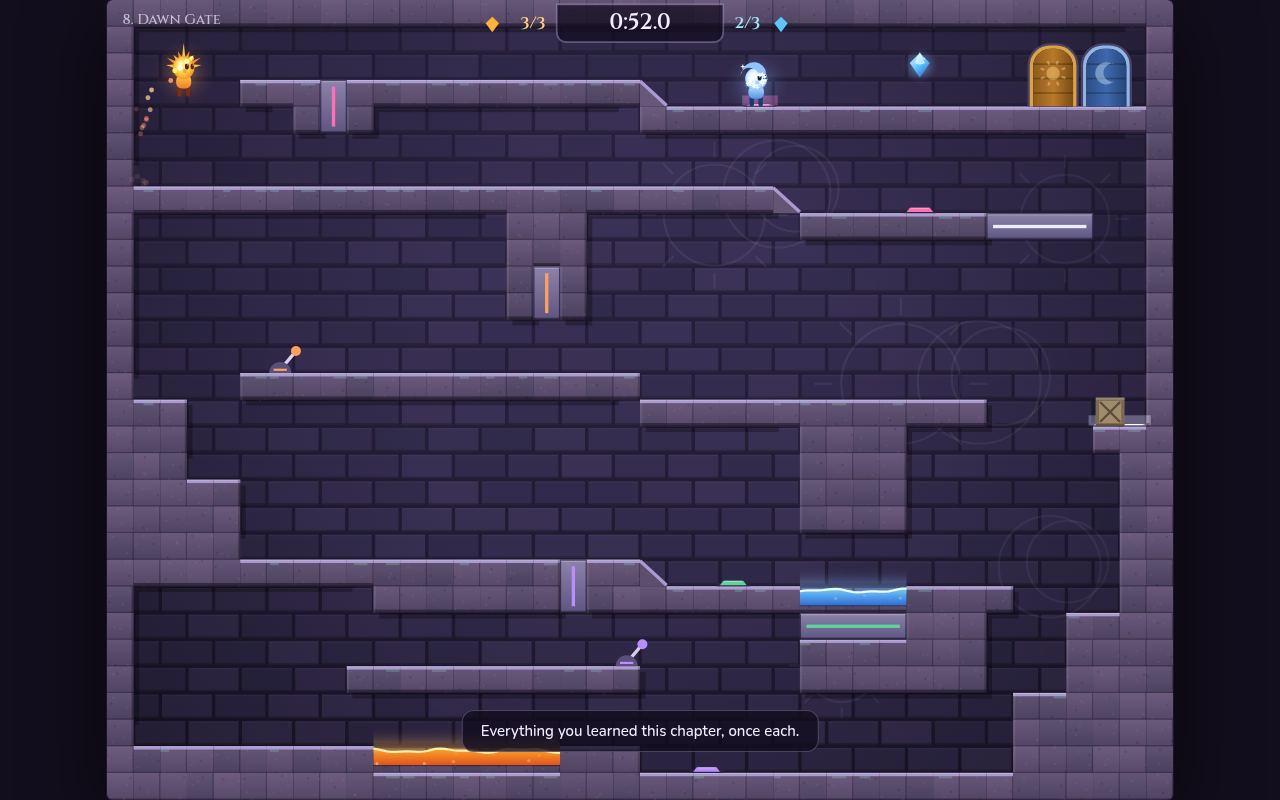 8. Dawn Gate
3/3
0:52.0
2/3
Everything you learned this chapter, once each.